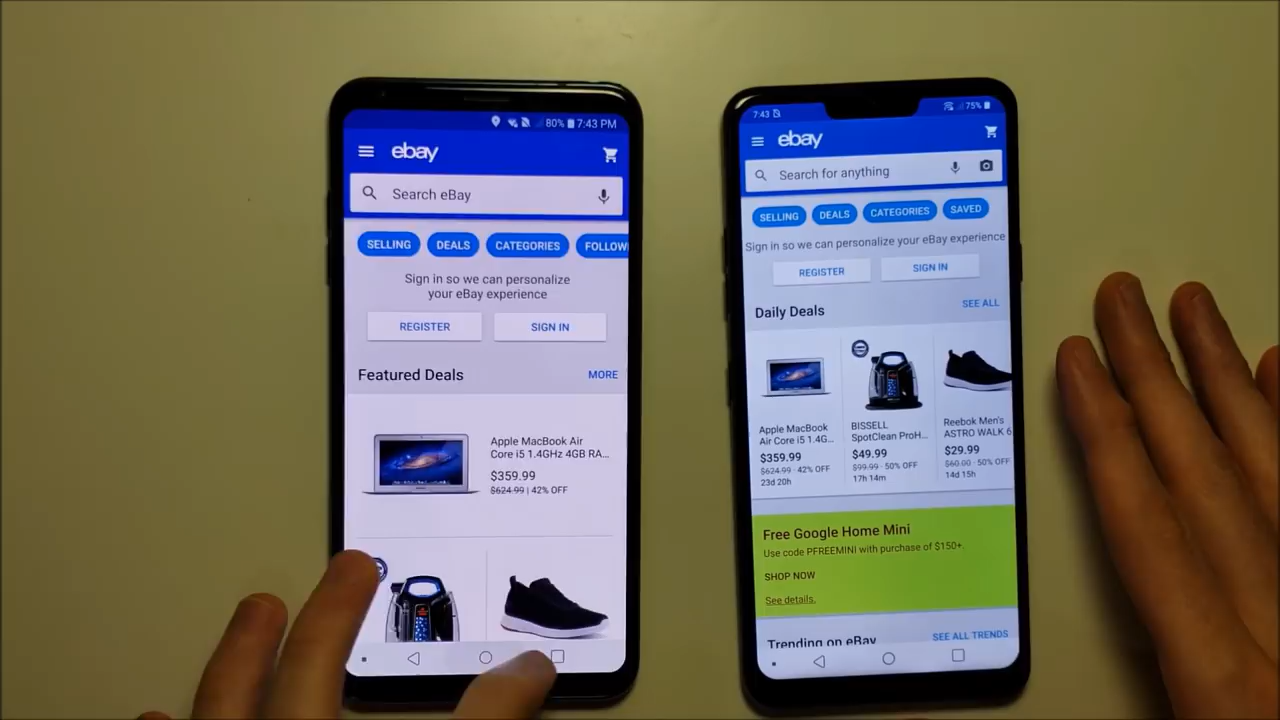 80% 7:43 PM
ebay
Search eBay
SELLING DEALS CATEGORIES FOLLOW
Sign in so we can personalize
your eBay experience
REGISTER SIGN IN
Featured Deals MORE
Apple MacBook Air
Core i5 1.4GHz 4GB RA...
$359.99
$624.99 | 42% OFF
7:43 75%
ebay
Search for anything
SELLING DEALS CATEGORIES SAVED
Sign in so we can personalize your eBay experience
REGISTER SIGN IN
Daily Deals SEE ALL
Apple MacBook
Air Core i5 1.4G...
$359.99
$624.99 · 42% OFF
23d 20h
BISSELL
SpotClean ProH...
$49.99
$99.99 · 50% OFF
17h 14m
Reebok Men's
ASTRO WALK 6
$29.99
$60.00 · 50% OFF
14d 15h
Free Google Home Mini
Use code PFREEMINI with purchase of $150+.
SHOP NOW
See details.
Trending on eBay SEE ALL TRENDS